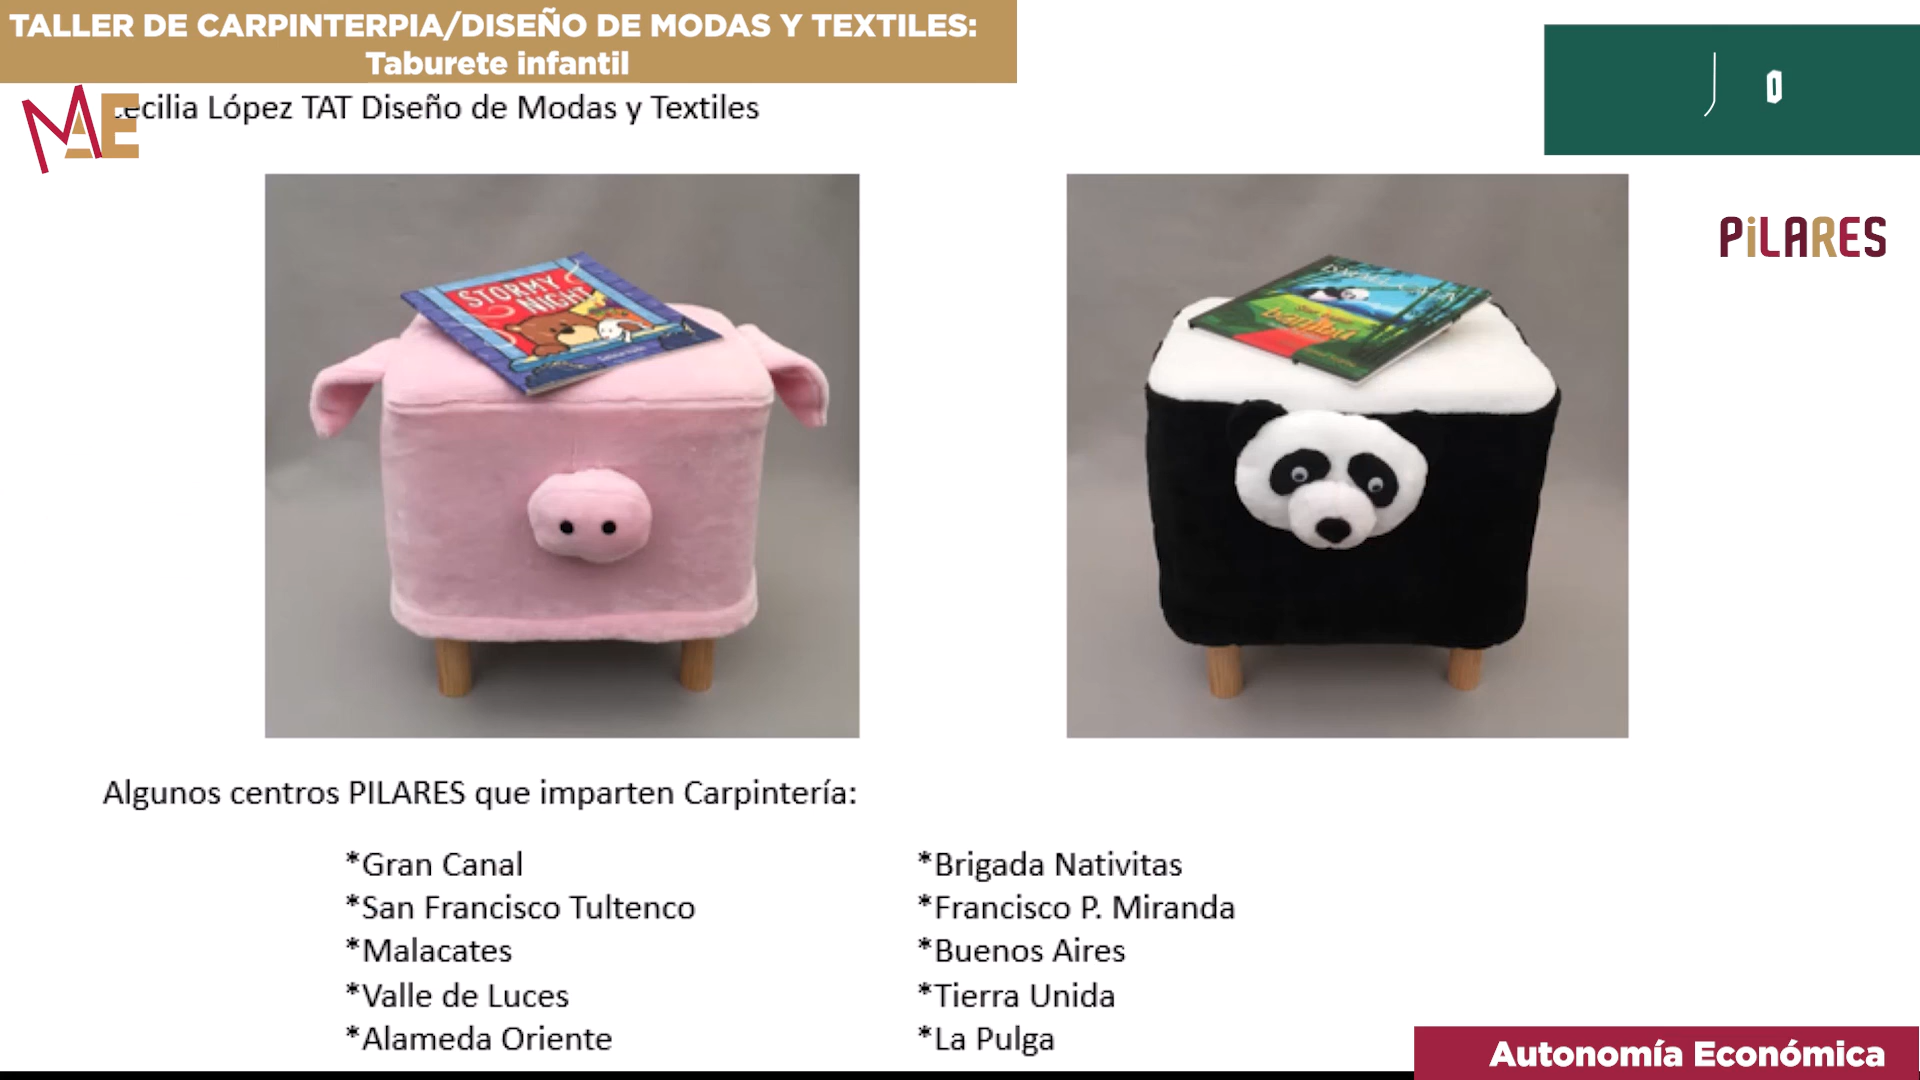 TALLER DE CARPINTERPIA/DISEÑO DE MODAS Y TEXTILES:
Taburete infantil
MAE
López TAT Diseño de Modas y Textiles
PiLARES
STORMY
NIGHT
Algunos centros PILARES que imparten Carpintería:
*Gran Canal
*San Francisco Tultenco
*Malacates
*Valle de Luces
*Alameda Oriente
*Brigada Nativitas
*Francisco P. Miranda
*Buenos Aires
*Tierra Unida
*La Pulga
Autonomía Económica